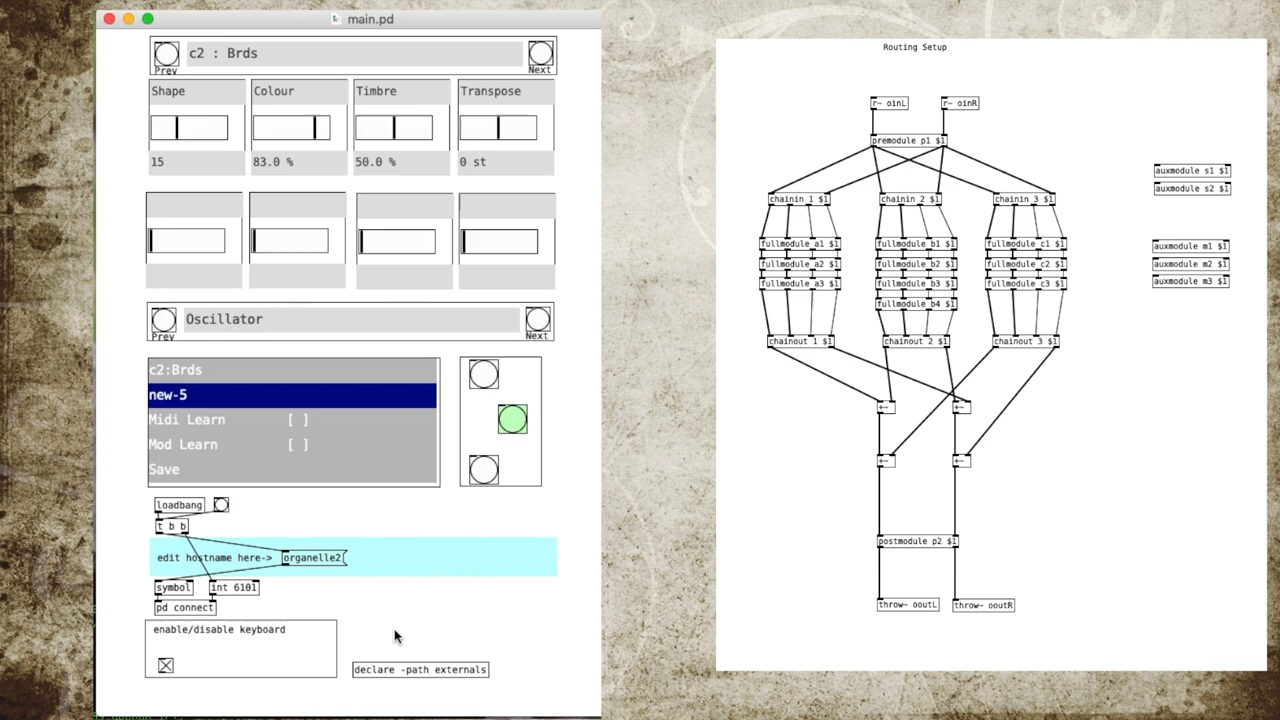 main.pd
c2 : Brds
Prev
Next
Shape
Colour
Timbre
Transpose
15
83.0 %
50.0 %
0 st
Oscillator
Prev
Next
c2:Brds
new-5
Midi Learn [ ]
Mod Learn [ ]
Save
loadbang
t b b
edit hostname here-> organelle2
symbol
int 6101
pd connect
enable/disable keyboard
declare -path externals
Routing Setup
r~ oinL
r~ oinR
premodule p1 $1
auxmodule s1 $1
auxmodule s2 $1
chainin 1 $1
chainin 2 $1
chainin 3 $1
fullmodule a1 $1
fullmodule b1 $1
fullmodule c1 $1
auxmodule m1 $1
fullmodule a2 $1
fullmodule b2 $1
fullmodule c2 $1
auxmodule m2 $1
fullmodule a3 $1
fullmodule b3 $1
fullmodule c3 $1
auxmodule m3 $1
fullmodule b4 $1
chainout 1 $1
chainout 2 $1
chainout 3 $1
+~
+~
+~
+~
postmodule p2 $1
throw~ ooutL
throw~ ooutR